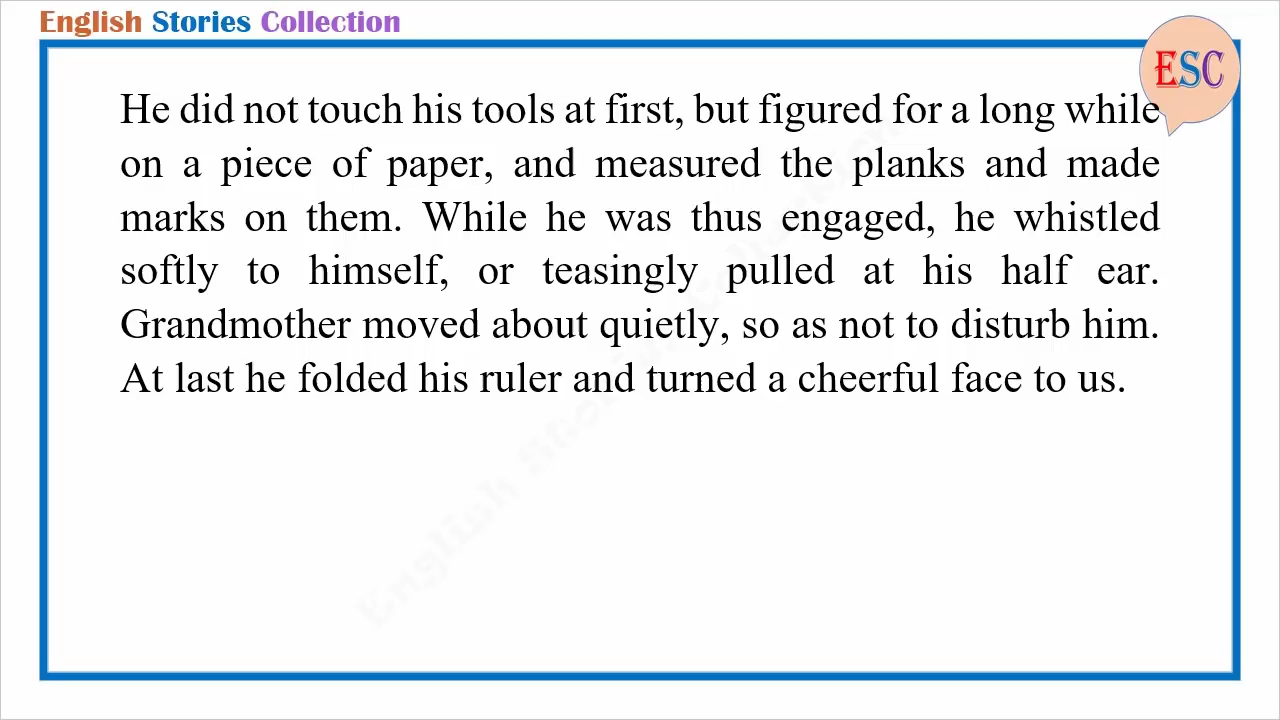 English Stories Collection
ESC
He did not touch his tools at first, but figured for a long while
on a piece of paper, and measured the planks and made
marks on them. While he was thus engaged, he whistled
softly to himself, or teasingly pulled at his half ear.
Grandmother moved about quietly, so as not to disturb him.
At last he folded his ruler and turned a cheerful face to us.
English Stories Collection